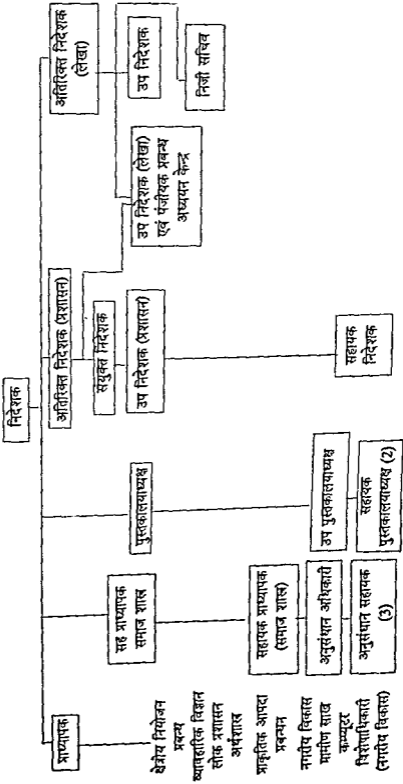 निदेशक
प्राध्यापक
क्षेत्रीय नियोजन
प्रबन्ध
व्यावहारिक विज्ञान
लोक प्रशासन
अर्थशास्त्र
प्राकृतिक आपदा
प्रबन्धन
नगरीय विकास
ग्रामीण साख
कम्प्यूटर
विशेषाधिकारी
(नगरीय विकास)
सह प्राध्यापक
समाज शास्त्र
सहायक प्राध्यापक
(समाज शास्त्र)
अनुसंधान अधिकारी
अनुसंधान सहायक
(3)
पुस्तकालयाध्यक्ष
उप पुस्तकालयाध्यक्ष
सहायक
पुस्तकालयाध्यक्ष (2)
अतिरिक्त निदेशक (प्रशासन)
संयुक्त निदेशक
उप निदेशक (प्रशासन)
सहायक
निदेशक
उप निदेशक (लेखा)
एवं पंजीयक प्रबन्ध
अध्ययन केन्द्र
अतिरिक्त निदेशक
(लेखा)
उप निदेशक
निजी सचिव